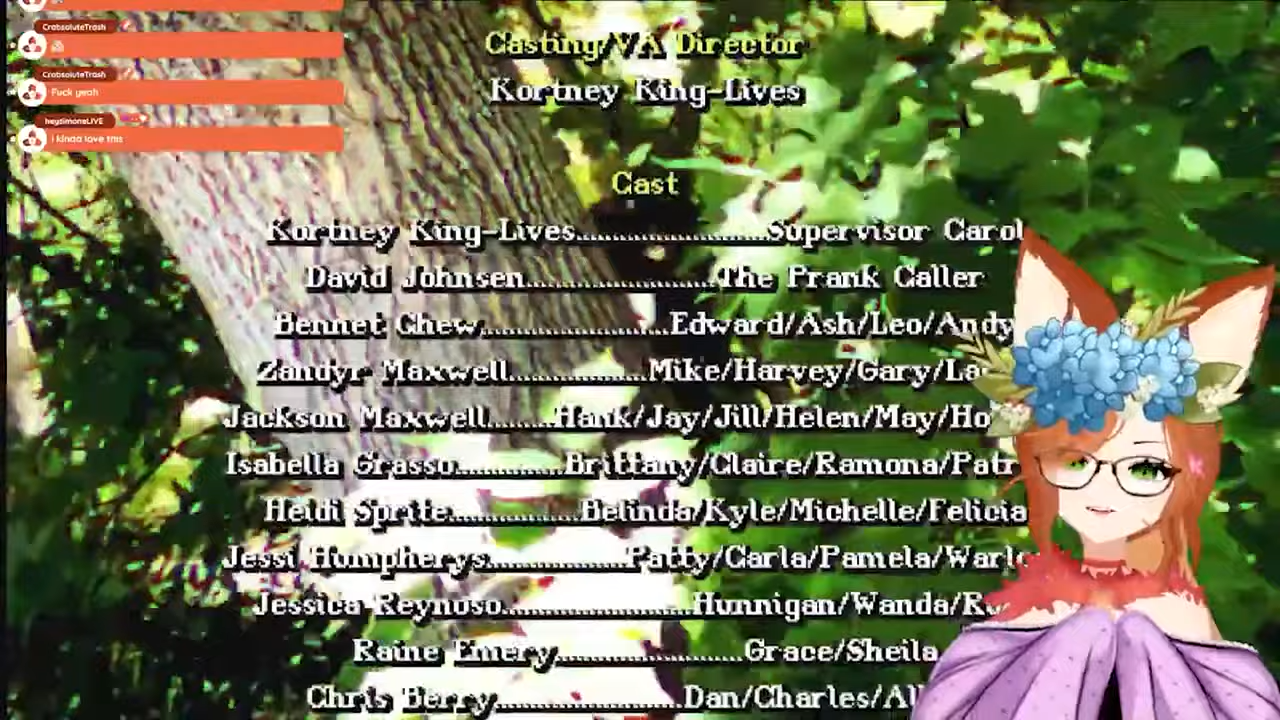 CrabsoluteTrash
CrabsoluteTrash
Fuck yeah
heysimoneLIVE
i kinda love this
Casting/VA Director
Kortney King-Lives
Cast
Kortney King-Lives......................Supervisor Carol
David Johnsen......................The Prank Caller
Bennet Chew......................Edward/Ash/Leo/Andy
Zandyr Maxwell................Mike/Harvey/Gary/
Jackson Maxwell.......Hank/Jay/Jill/Helen/May/
Isabella Grasso.............Brittany/Claire/Ramona/
Heidi Sprite...............Belinda/Kyle/Michelle/Felicia
Jessi Humpherys................Patty/Carla/Pamela/
Jessica Reynoso......................Hunnigan/Wanda/
Raine Emery......................Grace/Sheila
Chris Berry......................Dan/Charles/